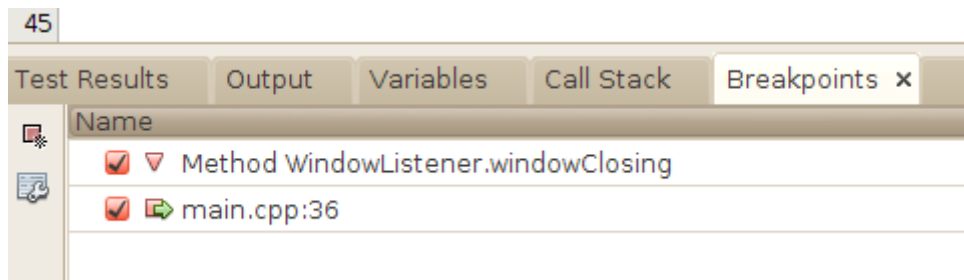 45
Test Results Output Variables Call Stack Breakpoints x
Name
Method WindowListener.windowClosing
main.cpp:36